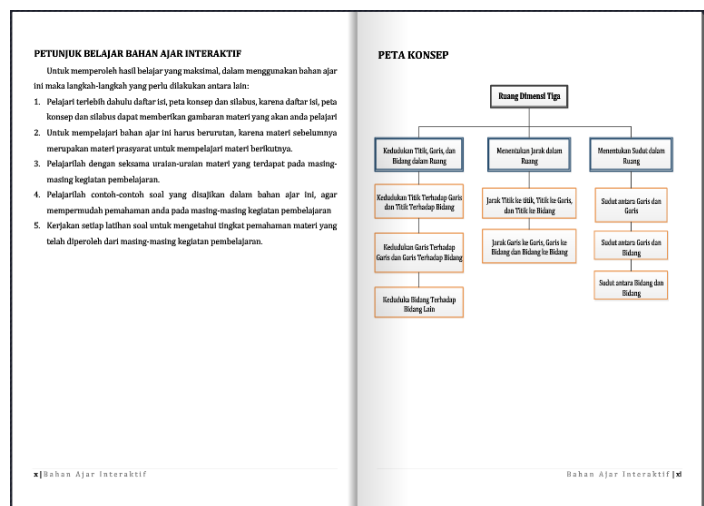 PETUNJUK BELAJAR BAHAN AJAR INTERAKTIF
Untuk memperoleh hasil belajar yang maksimal, dalam menggunakan bahan ajar
ini maka langkah-langkah yang perlu dilakukan antara lain:
1. Pelajari terlebih dahulu daftar isi, peta konsep dan silabus, karena daftar isi, peta
konsep dan silabus dapat memberikan gambaran materi yang akan anda pelajari
2. Untuk mempelajari bahan ajar ini harus berurutan, karena materi sebelumnya
merupakan materi prasyarat untuk mempelajari materi berikutnya.
3. Pelajarilah dengan seksama uraian-uraian materi yang terdapat pada masing-
masing kegiatan pembelajaran.
4. Pelajarilah contoh-contoh soal yang disajikan dalam bahan ajar ini, agar
mempermudah pemahaman anda pada masing-masing kegiatan pembelajaran
5. Kerjakan setiap latihan soal untuk mengetahui tingkat pemahaman materi yang
telah diperoleh dari masing-masing kegiatan pembelajaran.
x|Bahan Ajar Interaktif
PETA KONSEP
Ruang Dimensi Tiga
Kedudukan Titik, Garis, dan
Bidang dalam Ruang
Kedudukan Titik Terhadap Garis
dan Titik Terhadap Bidang
Kedudukan Garis Terhadap
Garis dan Garis Terhadap Bidang
Keduduka Bidang Terhadap
Bidang Lain
Menentukan Jarak dalam
Ruang
Jarak Titik ke titik, Titik ke Garis,
dan Titik ke Bidang
Jarak Garis ke Garis, Garis ke
Bidang dan Bidang ke Bidang
Menentukan Sudut dalam
Ruang
Sudut antara Garis dan
Garis
Sudut antara Garis dan
Bidang
Sudut antara Bidang dan
Bidang
Bahan Ajar Interaktif|xi